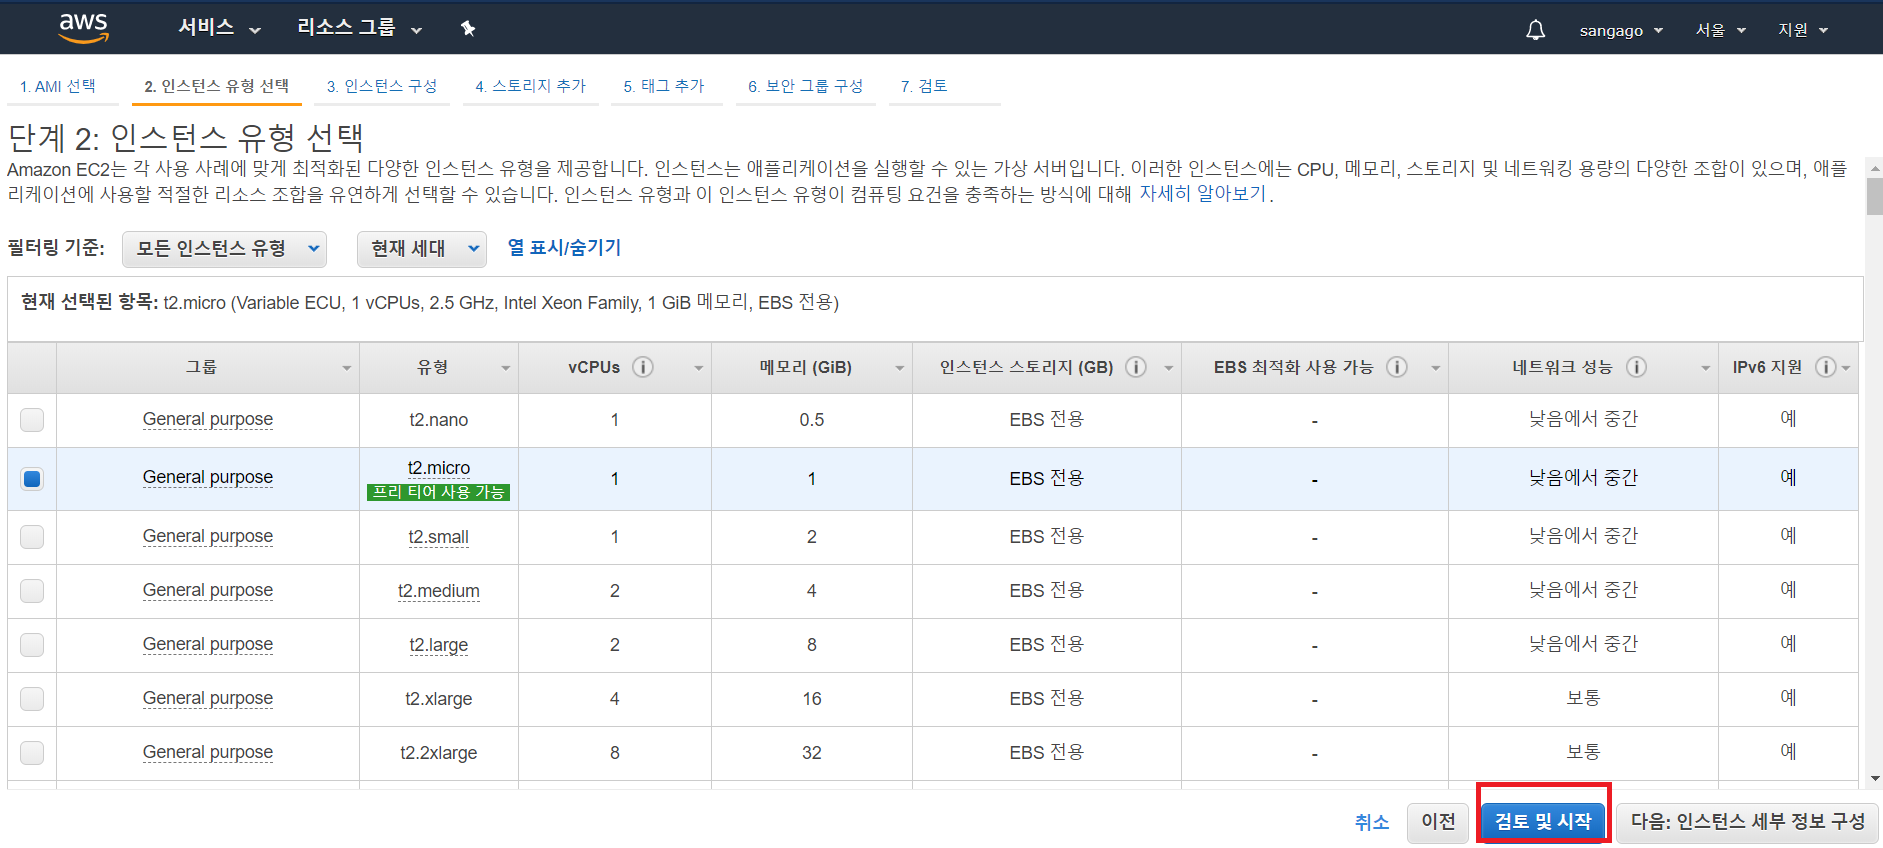 aws 서비스 리소스 그룹 sangago 서울 지원
1. AMI 선택 2. 인스턴스 유형 선택 3. 인스턴스 구성 4. 스토리지 추가 5. 태그 추가 6. 보안 그룹 구성 7. 검토
단계 2: 인스턴스 유형 선택
Amazon EC2는 각 사용 사례에 맞게 최적화된 다양한 인스턴스 유형을 제공합니다. 인스턴스는 애플리케이션을 실행할 수 있는 가상 서버입니다. 이러한 인스턴스에는 CPU, 메모리, 스토리지 및 네트워킹 용량의 다양한 조합이 있으며, 애플
리케이션에 사용할 적절한 리소스 조합을 유연하게 선택할 수 있습니다. 인스턴스 유형과 이 인스턴스 유형이 컴퓨팅 요건을 충족하는 방식에 대해 자세히 알아보기.
필터링 기준: 모든 인스턴스 유형 현재 세대 열 표시/숨기기
현재 선택된 항목: t2.micro (Variable ECU, 1 vCPUs, 2.5 GHz, Intel Xeon Family, 1 GiB 메모리, EBS 전용)
그룹 유형 vCPUs 메모리 (GiB) 인스턴스 스토리지 (GB) EBS 최적화 사용 가능 네트워크 성능 IPv6 지원
General purpose t2.nano 1 0.5 EBS 전용 - 낮음에서 중간 예
General purpose t2.micro 1 1 EBS 전용 - 낮음에서 중간 예
프리 티어 사용 가능
General purpose t2.small 1 2 EBS 전용 - 낮음에서 중간 예
General purpose t2.medium 2 4 EBS 전용 - 낮음에서 중간 예
General purpose t2.large 2 8 EBS 전용 - 낮음에서 중간 예
General purpose t2.xlarge 4 16 EBS 전용 - 보통 예
General purpose t2.2xlarge 8 32 EBS 전용 - 보통 예
취소 이전 검토 및 시작 다음: 인스턴스 세부 정보 구성